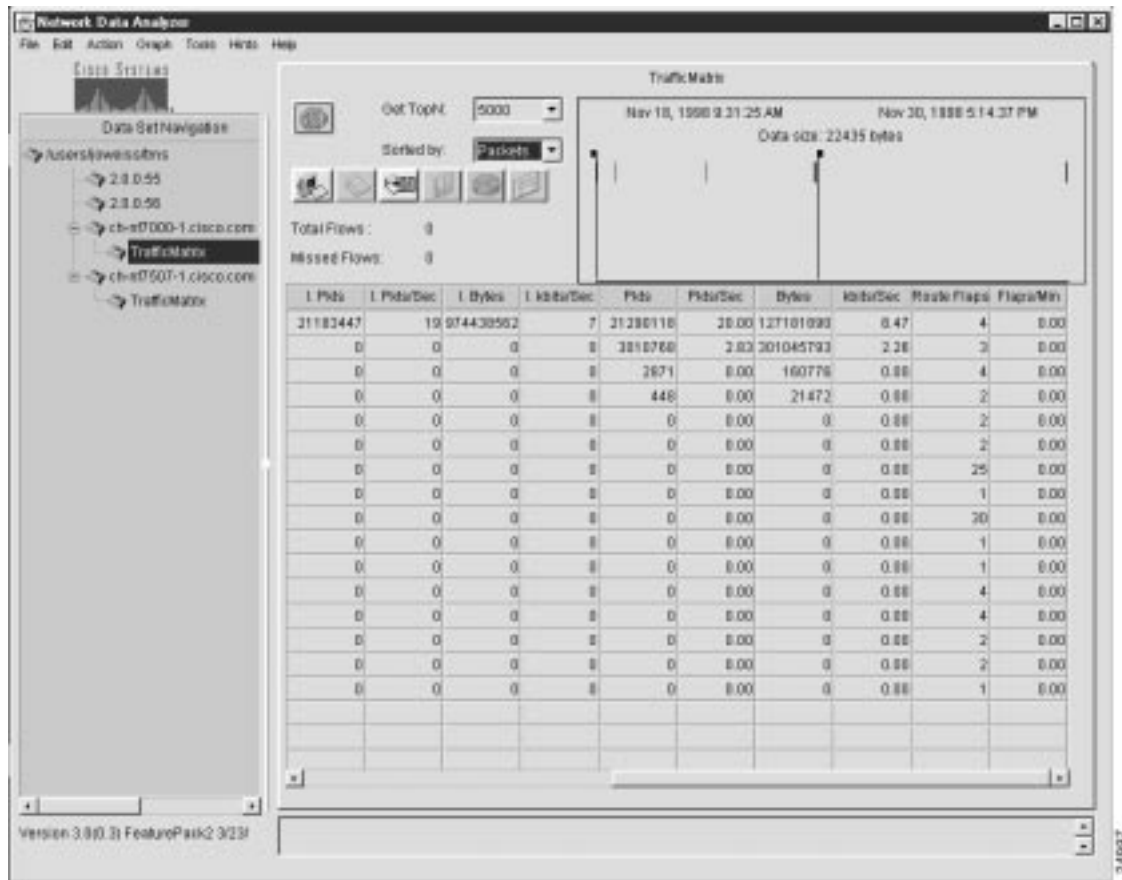 Network Data Analyzer
File Edit Action Graph Tools Hints Help
CISCO SYSTEMS
Data Set Navigation
2.0.0.55
2.0.0.56
ch-nf7000-1.cisco.com
TrafficMatrix
ch-nf7507-1.cisco.com
TrafficMatrix
Version 3.0(0.3) FeaturePack2 3/23/
TrafficMatrix
Get TopN: 5000
Sorted by: Packets
Total Flows : 0
Missed Flows: 0
Nov 18, 1998 9:31:25 AM Nov 30, 1998 5:14:37 PM
Data size: 22435 bytes
I. Pkts I. Pkts/Sec I. Bytes I. kbits/Sec Pkts Pkts/Sec Bytes kbits/Sec Route Flaps Flaps/Min
19 7 20.00 8.47 4 0.00
0 0 0 0 3010768 2.83 301045793 2.26 3 0.00
0 0 0 0 2871 0.00 160776 0.00 4 0.00
0 0 0 0 448 0.00 21472 0.00 2 0.00
0 0 0 0 0 0.00 0 0.00 2 0.00
0 0 0 0 0 0.00 0 0.00 2 0.00
0 0 0 0 0 0.00 0 0.00 25 0.00
0 0 0 0 0 0.00 0 0.00 1 0.00
0 0 0 0 0 0.00 0 0.00 30 0.00
0 0 0 0 0 0.00 0 0.00 1 0.00
0 0 0 0 0 0.00 0 0.00 1 0.00
0 0 0 0 0 0.00 0 0.00 4 0.00
0 0 0 0 0 0.00 0 0.00 4 0.00
0 0 0 0 0 0.00 0 0.00 2 0.00
0 0 0 0 0 0.00 0 0.00 2 0.00
0 0 0 0 0 0.00 0 0.00 1 0.00